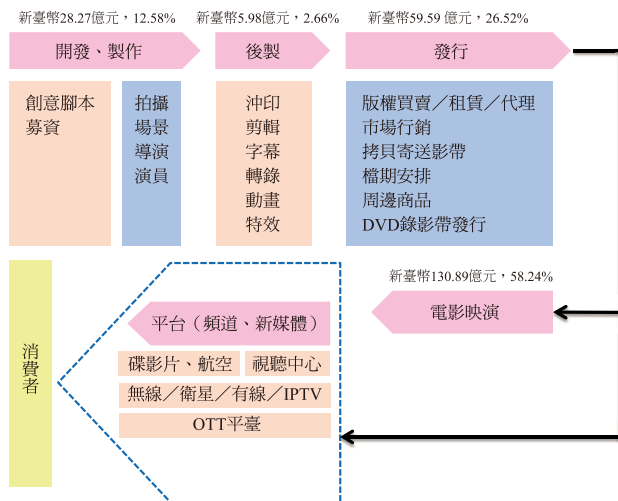 新臺幣28.27億元，12.58%
新臺幣5.98億元，2.66%
新臺幣59.59 億元，26.52%
開發、製作
後製
發行
創意腳本
募資
拍攝
場景
導演
演員
沖印
剪輯
字幕
轉錄
動畫
特效
版權買賣／租賃／代理
市場行銷
拷貝寄送影帶
檔期安排
周邊商品
DVD錄影帶發行
新臺幣130.89億元，58.24%
電影映演
平台（頻道、新媒體）
碟影片、航空
視聽中心
無線／衛星／有線／IPTV
OTT平臺
消費者